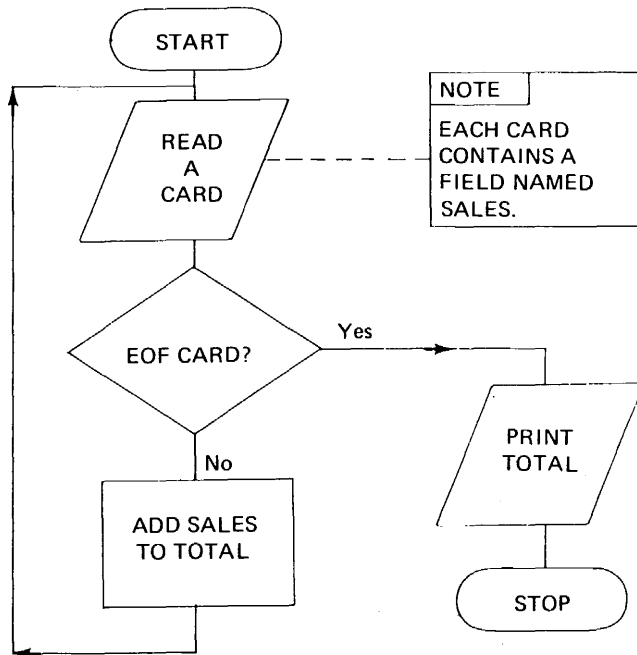 START
READ
A
CARD
NOTE
EACH CARD
CONTAINS A
FIELD NAMED
SALES.
EOF CARD?
Yes
No
PRINT
TOTAL
ADD SALES
TO TOTAL
STOP